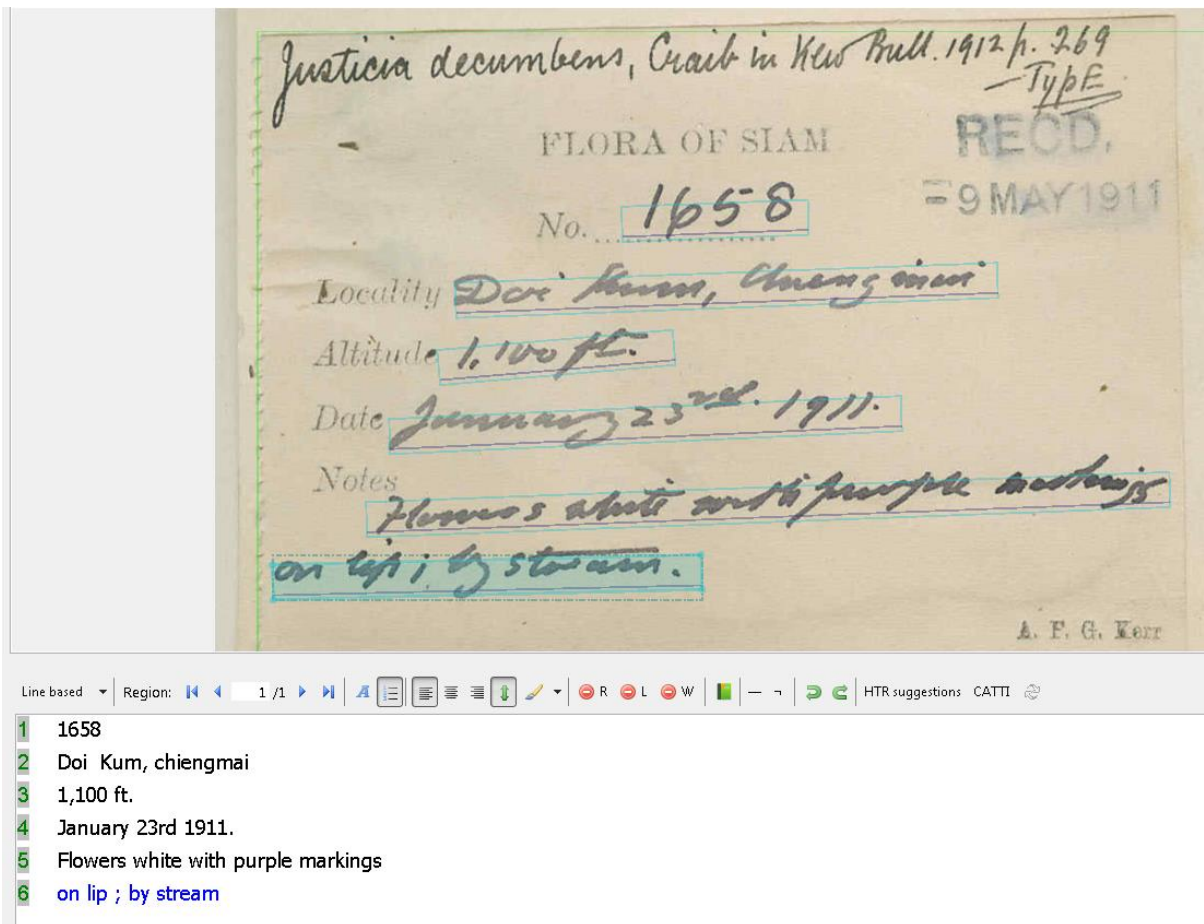 Justicia decumbens, Craib in Kew Bull. 1912 p. 269
— TypE
FLORA OF SIAM
RECD.
No. 1658
= 9 MAY 1911
Locality Doi Kum, Chiengmai
Altitude 1,100 ft.
Date January 23rd. 1911.
Notes
Flowers white with purple markings
on lip ; by stream.
A. F. G. Kerr
Line based Region: 1 /1 A R L W HTR suggestions CATTI
1 1658
2 Doi Kum, chiengmai
3 1,100 ft.
4 January 23rd 1911.
5 Flowers white with purple markings
6 on lip ; by stream